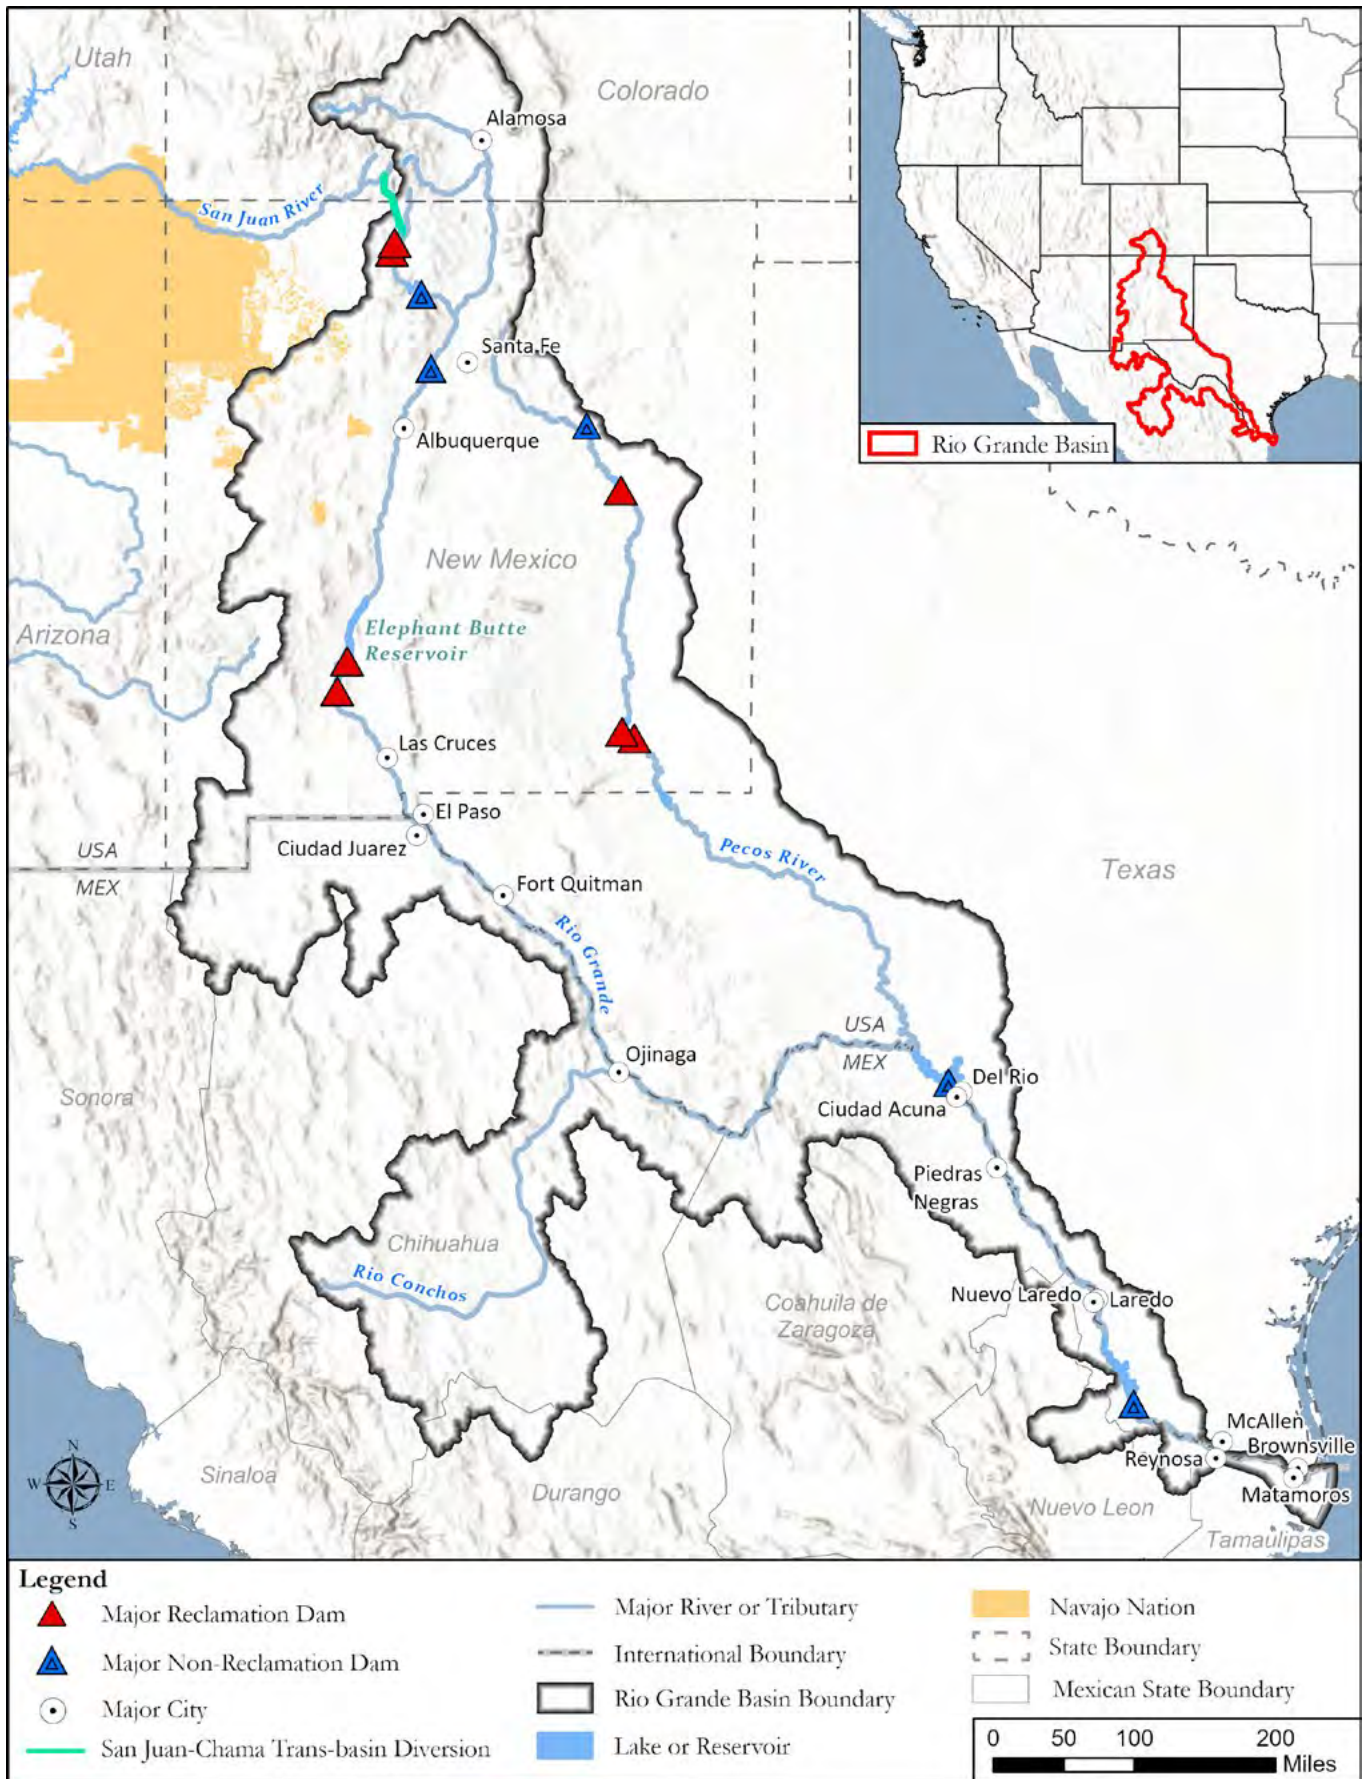 Utah
Colorado
Alamosa
San Juan River
Santa Fe
Rio Grande Basin
Albuquerque
New Mexico
Arizona
Elephant Butte
Reservoir
Las Cruces
El Paso
Ciudad Juarez
USA
MEX
Pecos River
Texas
Fort Quitman
Rio Grande
USA
MEX
Ojinaga
Del Rio
Ciudad Acuna
Sonora
Piedras
Negras
Chihuahua
Rio Conchos
Nuevo Laredo
Laredo
Coahuila de
Zaragoza
McAllen
Brownsville
Reynosa
Matamoros
N
W
E
S
Sinaloa
Durango
Nuevo Leon
Tamaulipas
Legend
Major Reclamation Dam
Major Non-Reclamation Dam
Major City
San Juan-Chama Trans-basin Diversion
Major River or Tributary
International Boundary
Rio Grande Basin Boundary
Lake or Reservoir
Navajo Nation
State Boundary
Mexican State Boundary
0 50 100 200
Miles